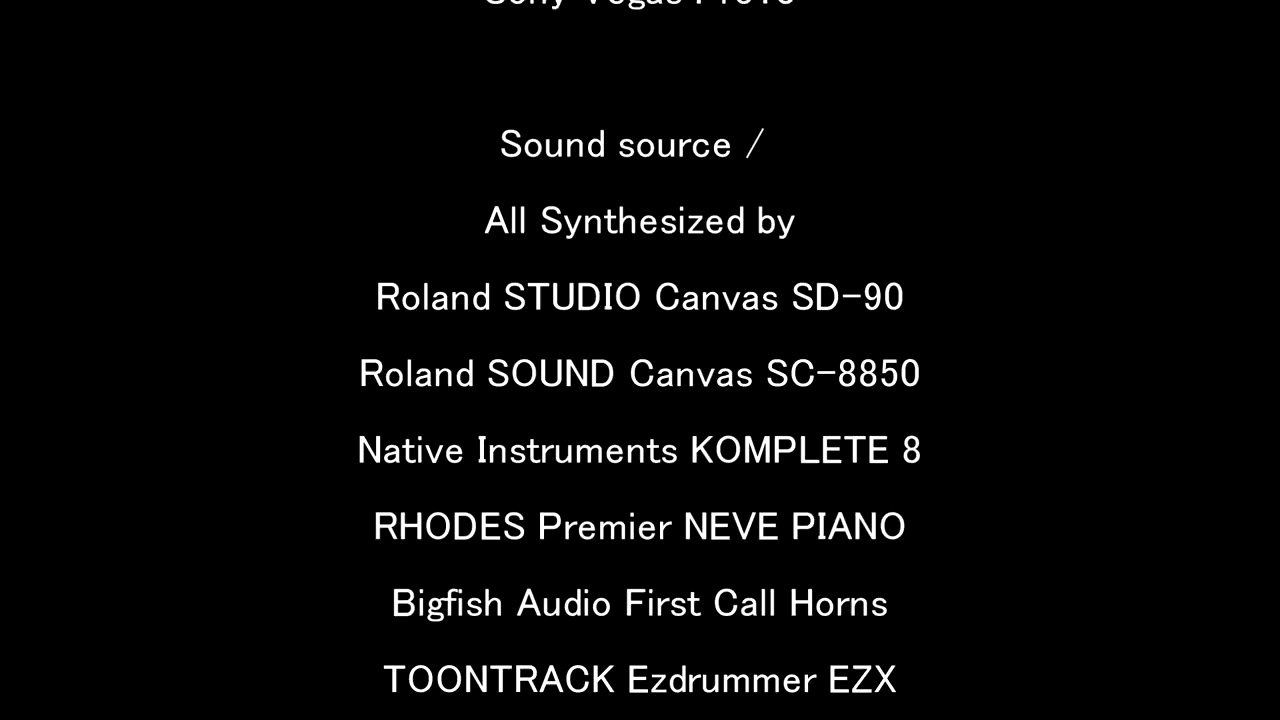 Sony Vegas Pro10
Sound source /
All Synthesized by
Roland STUDIO Canvas SD-90
Roland SOUND Canvas SC-8850
Native Instruments KOMPLETE 8
RHODES Premier NEVE PIANO
Bigfish Audio First Call Horns
TOONTRACK Ezdrummer EZX